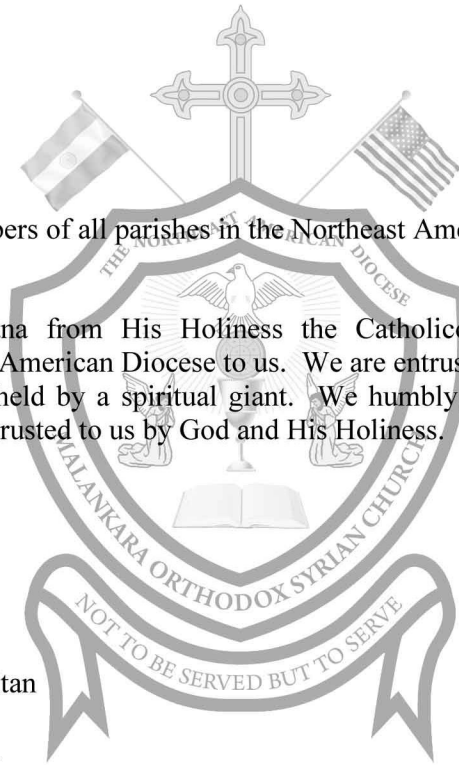 bers of all parishes in the Northeast Ame
THE NORTHEAST AMERICAN DIOCESE
na from His Holiness the Catholic
American Diocese to us. We are entrus
held by a spiritual giant. We humbly
trusted to us by God and His Holiness.
MALANKARA ORTHODOX SYRIAN CHURCH
NOT TO BE SERVED BUT TO SERVE
tan